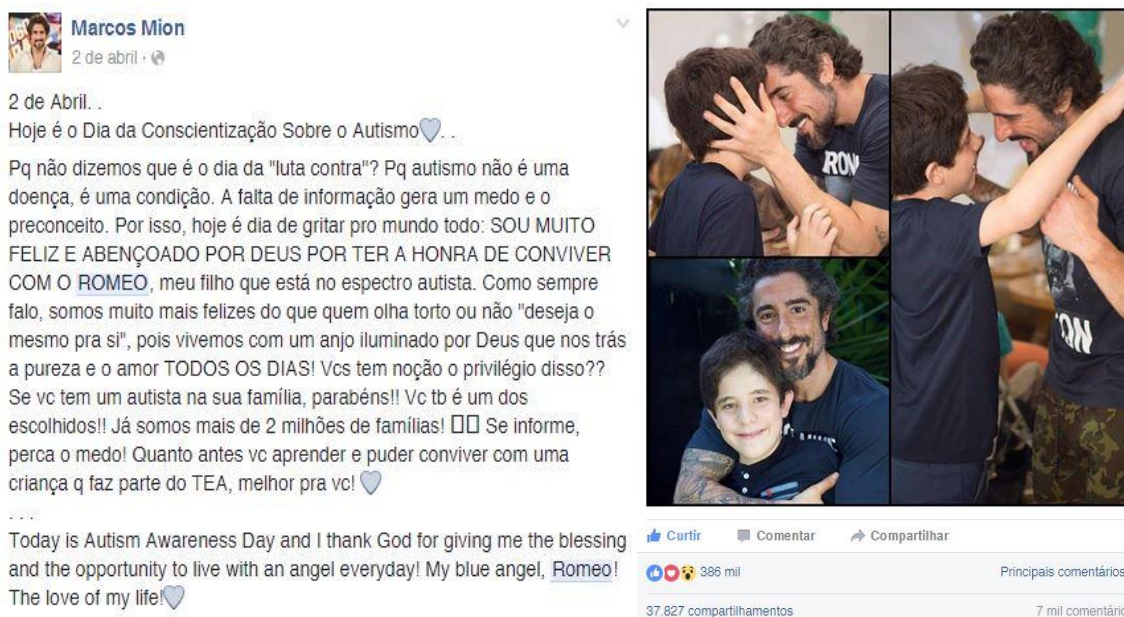 Marcos Mion
2 de abril ·
2 de Abril. .
Hoje é o Dia da Conscientização Sobre o Autismo. .
Pq não dizemos que é o dia da "luta contra"? Pq autismo não é uma
doença, é uma condição. A falta de informação gera um medo e o
preconceito. Por isso, hoje é dia de gritar pro mundo todo: SOU MUITO
FELIZ E ABENÇOADO POR DEUS POR TER A HONRA DE CONVIVER
COM O ROMEO, meu filho que está no espectro autista. Como sempre
falo, somos muito mais felizes do que quem olha torto ou não "deseja o
mesmo pra si", pois vivemos com um anjo iluminado por Deus que nos trás
a pureza e o amor TODOS OS DIAS! Vcs tem noção o privilégio disso??
Se vc tem um autista na sua família, parabéns!! Vc tb é um dos
escolhidos!! Já somos mais de 2 milhões de famílias! Se informe,
perca o medo! Quanto antes vc aprender e puder conviver com uma
criança q faz parte do TEA, melhor pra vc!
. . .
Today is Autism Awareness Day and I thank God for giving me the blessing
and the opportunity to live with an angel everyday! My blue angel, Romeo!
The love of my life!
Curtir Comentar Compartilhar
386 mil Principais comentários
37.827 compartilhamentos 7 mil comentário